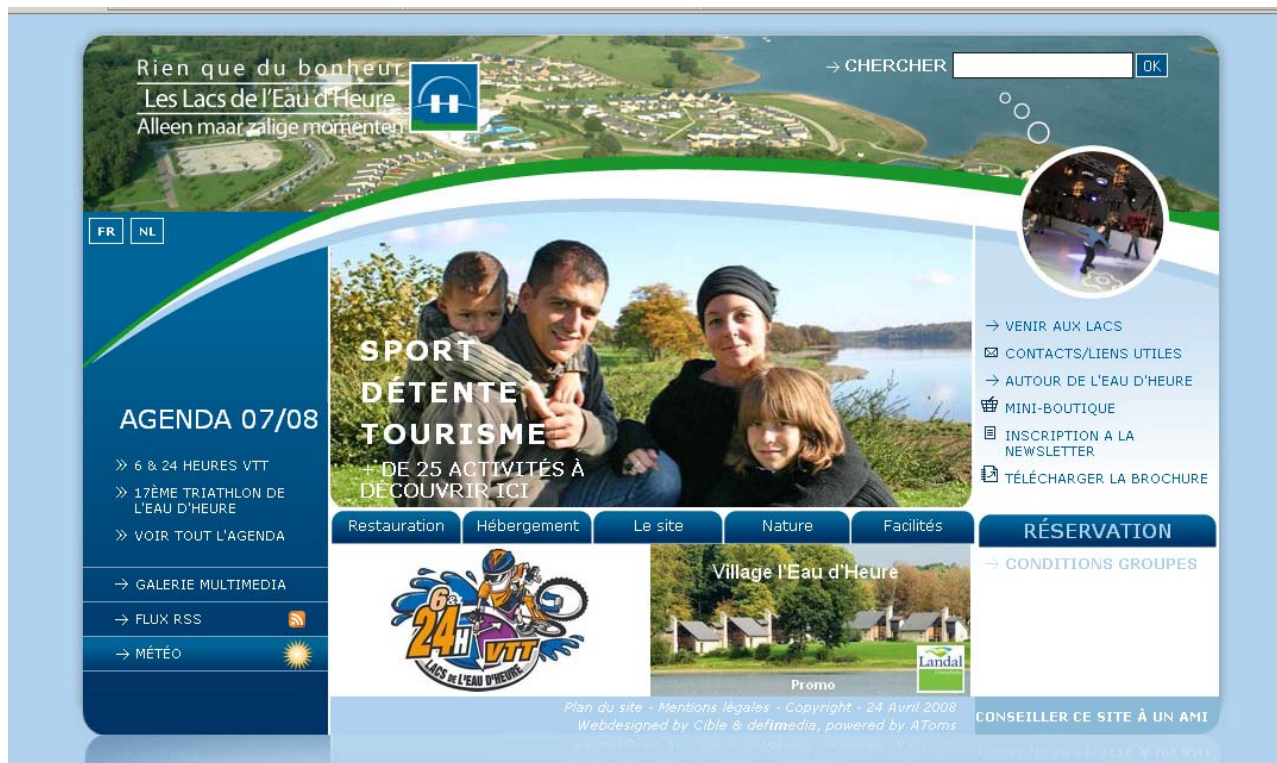 Rien que du bonheur
Les Lacs de l'Eau d'Heure
Alleen maar zalige momenten
→ CHERCHER
OK
FR NL
SPORT
DÉTENTE
TOURISME
+ DE 25 ACTIVITÉS À
DÉCOUVRIR ICI
AGENDA 07/08
» 6 & 24 HEURES VTT
» 17ÈME TRIATHLON DE
L'EAU D'HEURE
» VOIR TOUT L'AGENDA
→ GALERIE MULTIMEDIA
→ FLUX RSS
→ MÉTÉO
→ VENIR AUX LACS
CONTACTS/LIENS UTILES
→ AUTOUR DE L'EAU D'HEURE
MINI-BOUTIQUE
INSCRIPTION A LA
NEWSLETTER
TÉLÉCHARGER LA BROCHURE
Restauration Hébergement Le site Nature Facilités
RÉSERVATION
→ CONDITIONS GROUPES
6&
24H
VTT
LACS DE L'EAU D'HEURE
Village l'Eau d'Heure
Landal
Promo
Plan du site - Mentions légales - Copyright - 24 Avril 2008
Webdesigned by Cible & defimedia, powered by AToms
CONSEILLER CE SITE À UN AMI